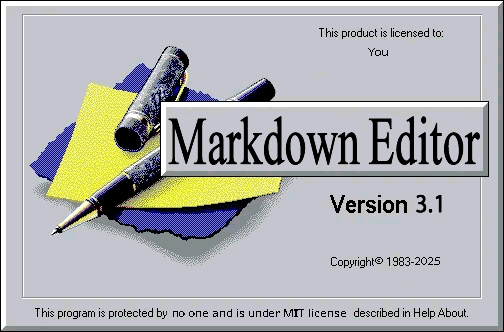 This product is licensed to:
You
Markdown Editor
Version 3.1
Copyright© 1983-2025
This program is protected by no one and is under MIT license described in Help About.